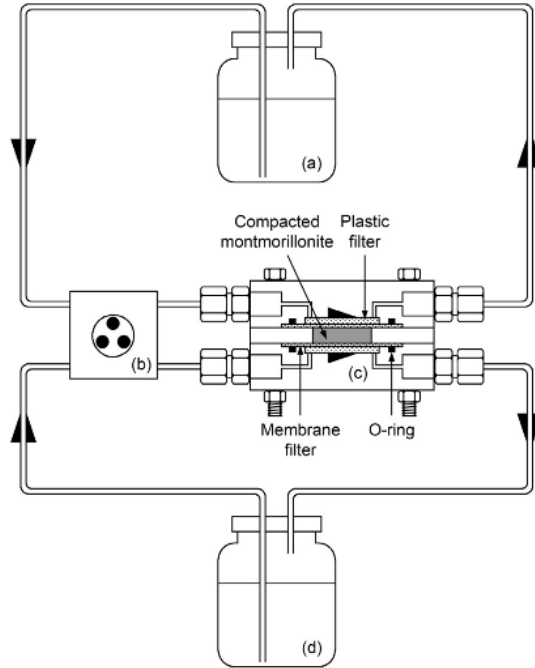 (a)
Compacted
montmorillonite
Plastic
filter
(b)
(c)
Membrane
filter
O-ring
(d)